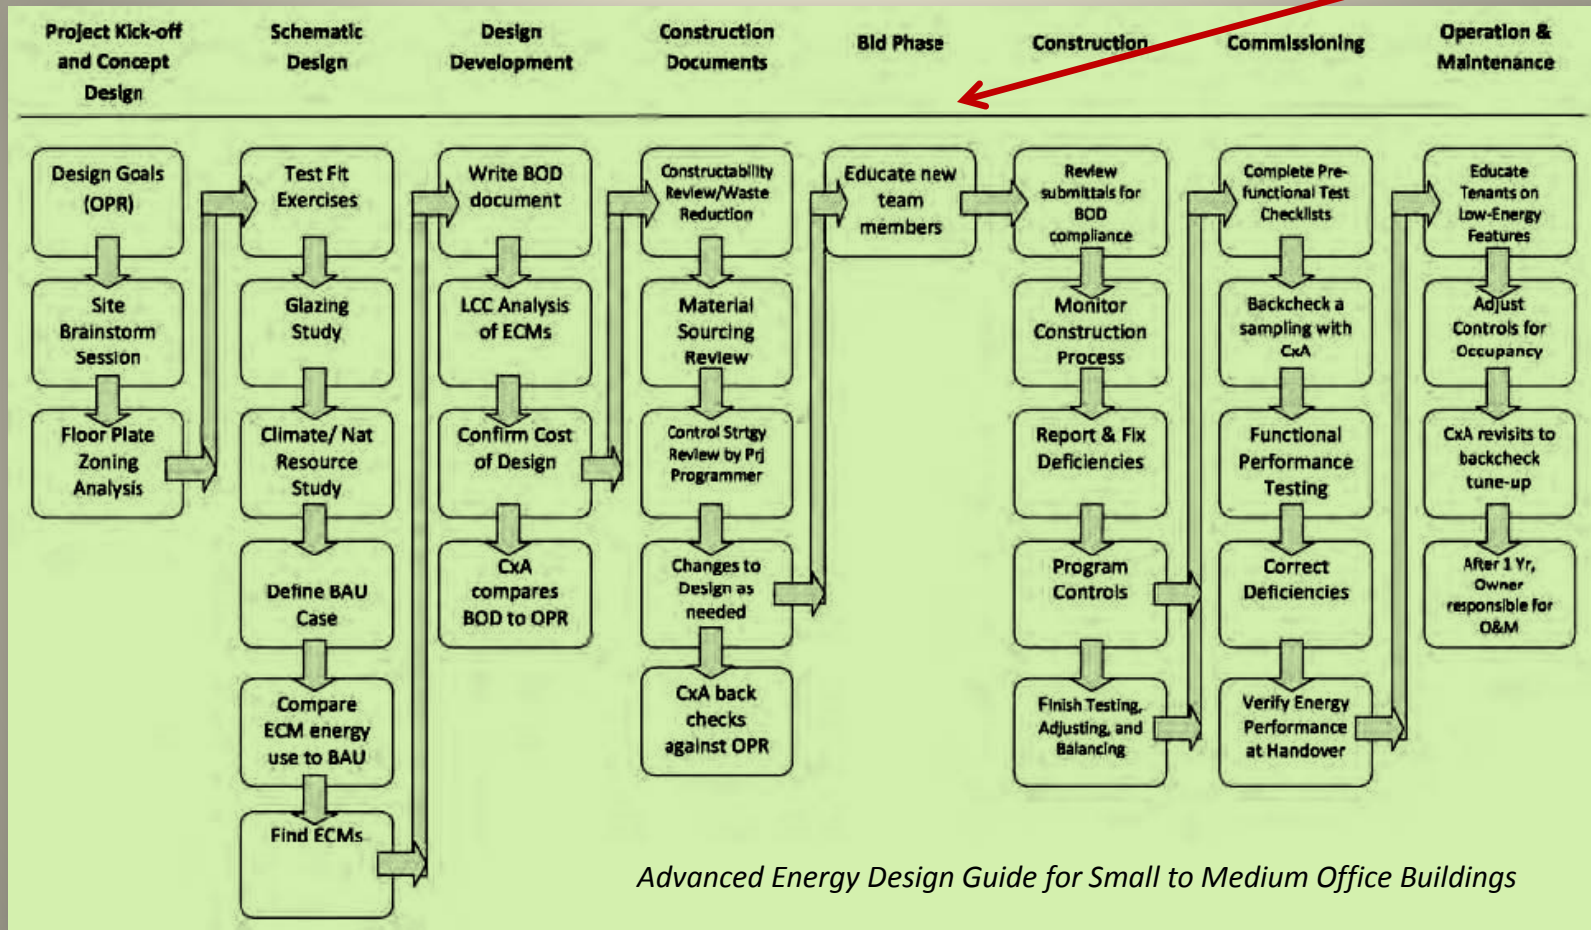 Project Kick-off
and Concept
Design
Schematic
Design
Design
Development
Construction
Documents
Bid Phase
Construction
Commissioning
Operation &
Maintenance
Design Goals
(OPR)
Site
Brainstorm
Session
Floor Plate
Zoning
Analysis
Test Fit
Exercises
Glazing
Study
Climate/ Nat
Resource
Study
Define BAU
Case
Compare
ECM energy
use to BAU
Find ECMs
Write BOD
document
LCC Analysis
of ECMs
Confirm Cost
of Design
CxA
compares
BOD to OPR
Constructability
Review/Waste
Reduction
Material
Sourcing
Review
Control Strtgy
Review by Prj
Programmer
Changes to
Design as
needed
CxA back
checks
against OPR
Educate new
team
members
Review
submittals for
BOD
compliance
Monitor
Construction
Process
Report & Fix
Deficiencies
Program
Controls
Finish Testing,
Adjusting, and
Balancing
Complete Pre-
functional Test
Checklists
Backcheck a
sampling with
CxA
Functional
Performance
Testing
Correct
Deficiencies
Verify Energy
Performance
at Handover
Educate
Tenants on
Low-Energy
Features
Adjust
Controls for
Occupancy
CxA revisits to
backcheck
tune-up
After 1 Yr,
Owner
responsible for
O&M
Advanced Energy Design Guide for Small to Medium Office Buildings